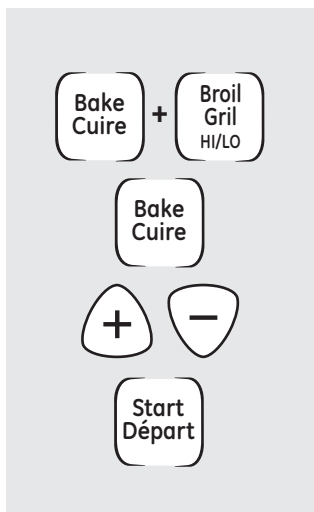 Bake
Cuire
+
Broil
Gril
HI/LO
Bake
Cuire
+ −
Start
Départ